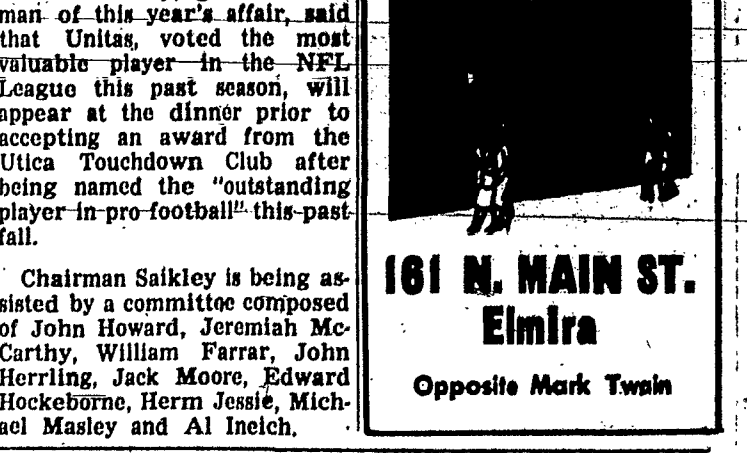 man of this year's affair, said
that Unitas, voted the most
valuable player in the NFL
League this past season, will
appear at the dinner prior to
accepting an award from the
Utica Touchdown Club after
being named the "outstanding
player in pro football" this past
fall.
Chairman Saikley is being as-
sisted by a committee composed
of John Howard, Jeremiah Mc-
Carthy, William Farrar, John
Herrling, Jack Moore, Edward
Hockeborne, Herm Jessie, Mich-
ael Masley and Al Ineich.
161 N. MAIN ST.
Elmira
Opposite Mark Twain